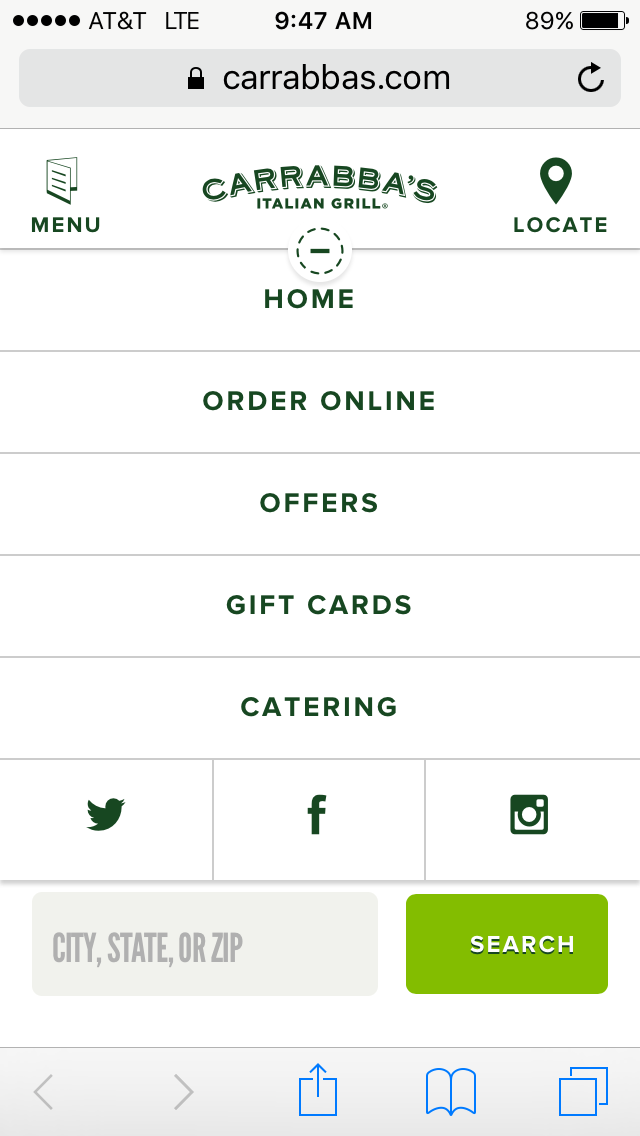 AT&T LTE 9:47 AM 89%
carrabbas.com
MENU
CARRABBA'S
ITALIAN GRILL®
LOCATE
HOME
ORDER ONLINE
OFFERS
GIFT CARDS
CATERING
CITY, STATE, OR ZIP
SEARCH